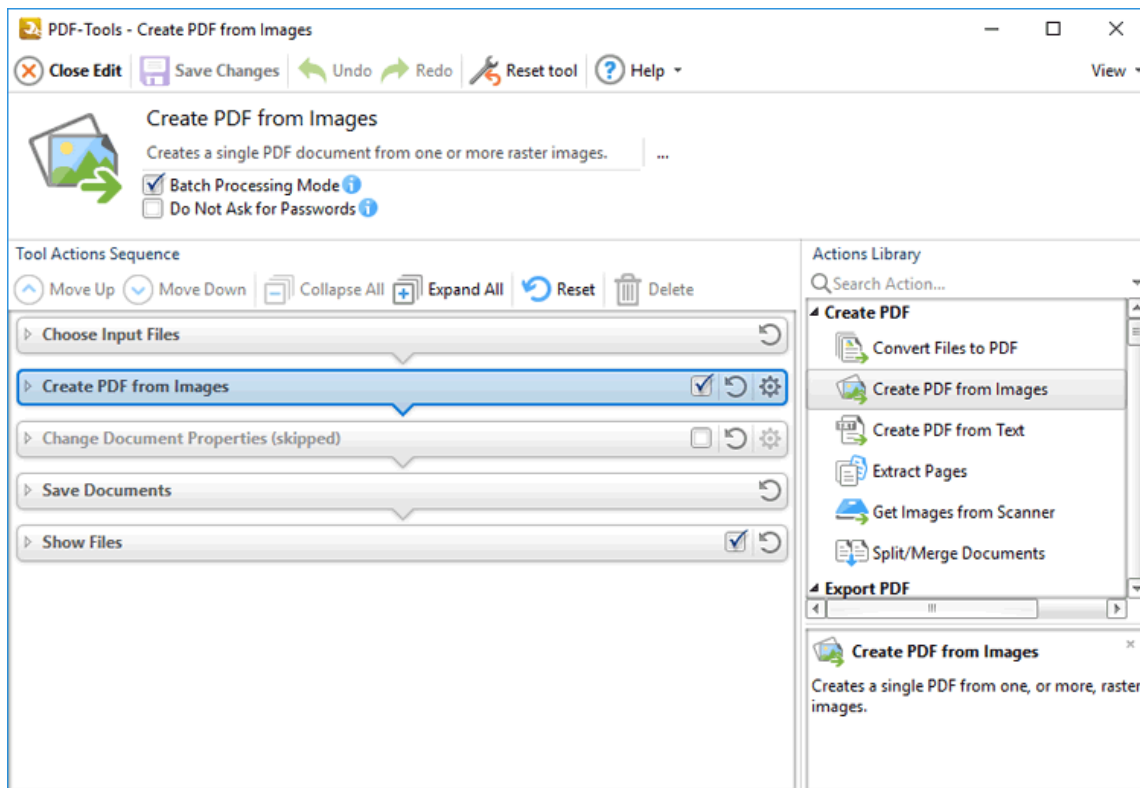 PDF-Tools - Create PDF from Images
Close Edit Save Changes Undo Redo Reset tool ? Help View
Create PDF from Images
Creates a single PDF document from one or more raster images. ...
Batch Processing Mode i
Do Not Ask for Passwords i
Tool Actions Sequence
Move Up Move Down Collapse All Expand All Reset Delete
Choose Input Files
Create PDF from Images
Change Document Properties (skipped)
Save Documents
Show Files
Actions Library
Search Action...
Create PDF
Convert Files to PDF
Create PDF from Images
TXT Create PDF from Text
Extract Pages
Get Images from Scanner
Split/Merge Documents
Export PDF
Create PDF from Images
Creates a single PDF from one, or more, raster
images.